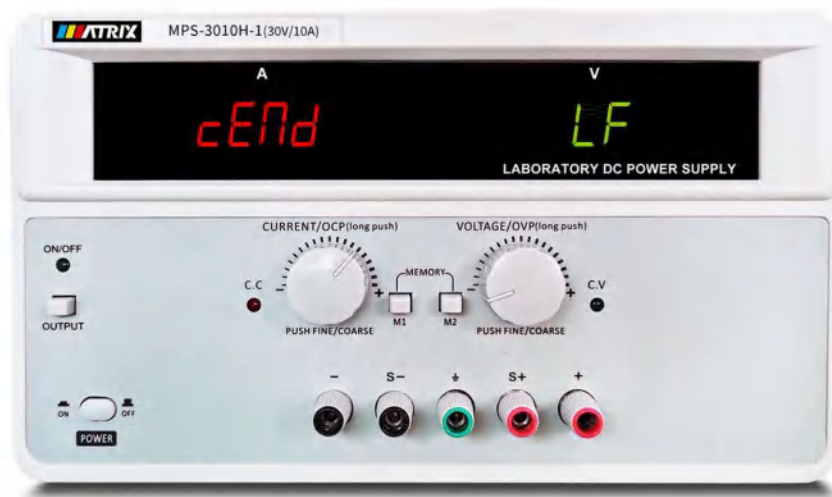 MATRIX MPS-3010H-1(30V/10A)
A V
cEMd LF
LABORATORY DC POWER SUPPLY
CURRENT/OCP(long push) VOLTAGE/OVP(long push)
ON/OFF
C.C - + MEMORY - + C.V
OUTPUT
M1 M2
PUSH FINE/COARSE PUSH FINE/COARSE
- S- S+ +
ON OFF
POWER